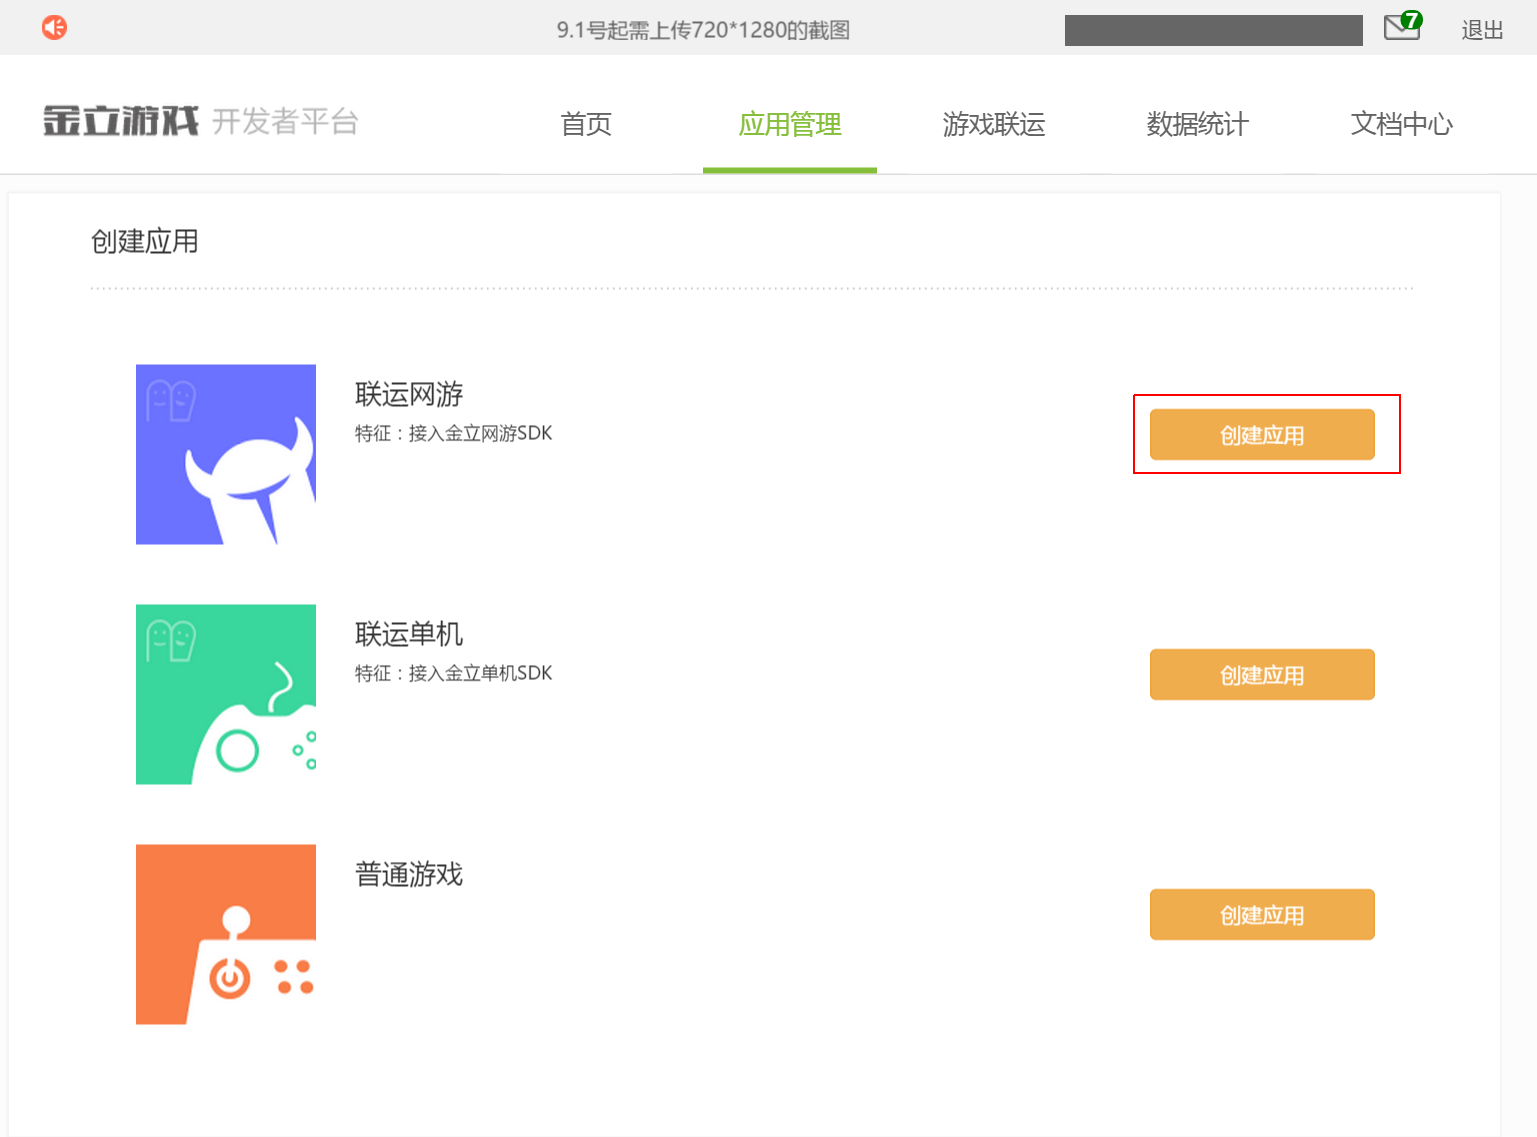 9.1号起需上传720*1280的截图
7
退出
金立游戏 开发者平台
首页 应用管理 游戏联运 数据统计 文档中心
创建应用
联运网游
特征：接入金立网游SDK
创建应用
联运单机
特征：接入金立单机SDK
创建应用
普通游戏
创建应用